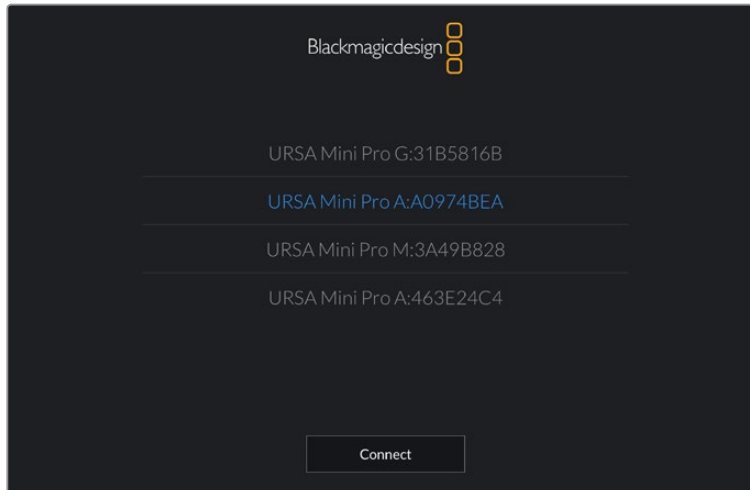 Blackmagicdesign
URSA Mini Pro G:31B5816B
URSA Mini Pro A:A0974BEA
URSA Mini Pro M:3A49B828
URSA Mini Pro A:463E24C4
Connect